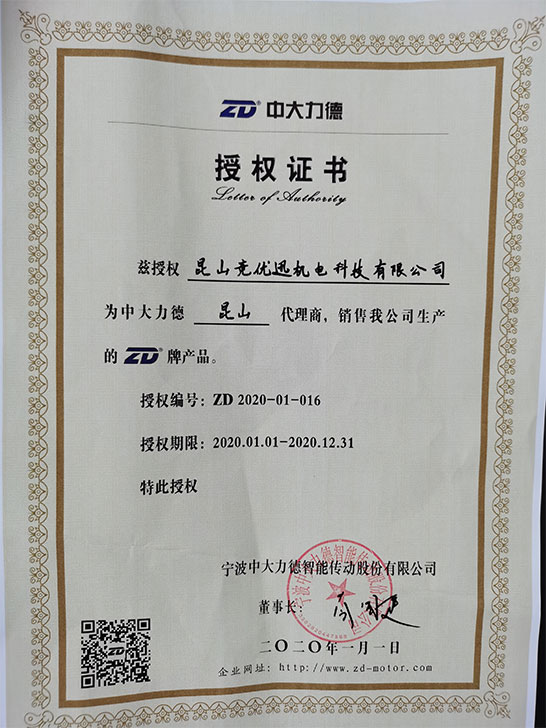 ZD® 中大力德
授权证书
Letter of Authority
兹授权 昆山竞优迅机电科技有限公司
为中大力德 昆山 代理商，销售我公司生产
的 ZD® 牌产品。
授权编号：ZD 2020-01-016
授权期限：2020.01.01-2020.12.31
特此授权
宁波中大力德智能传动股份有限公司
董事长：
二〇二〇年一月一日
企业网址：http://www.zd-motor.com